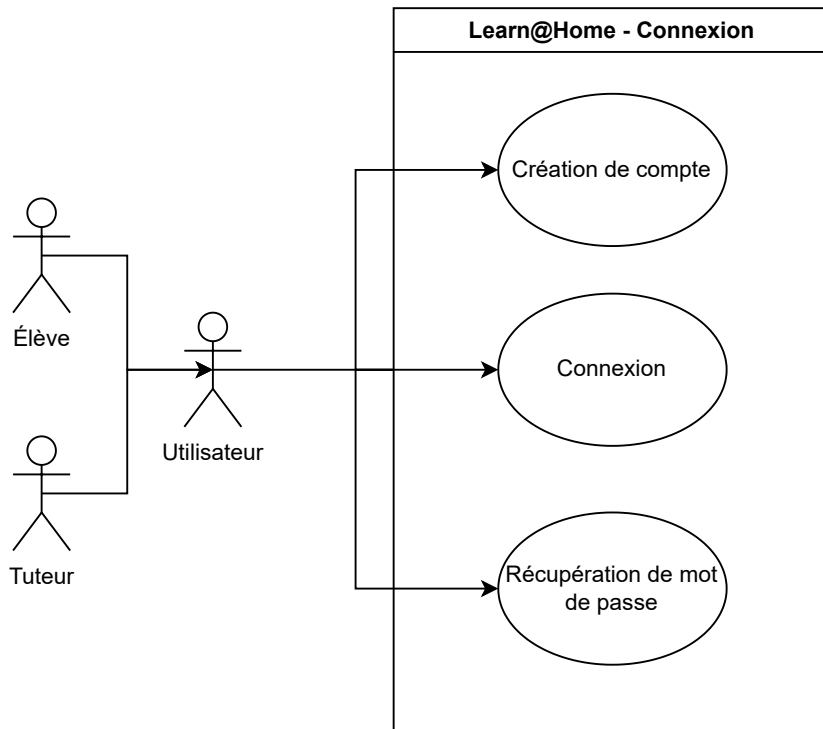 Learn@Home - Connexion
Création de compte
Élève
Connexion
Utilisateur
Tuteur
Récupération de mot
de passe